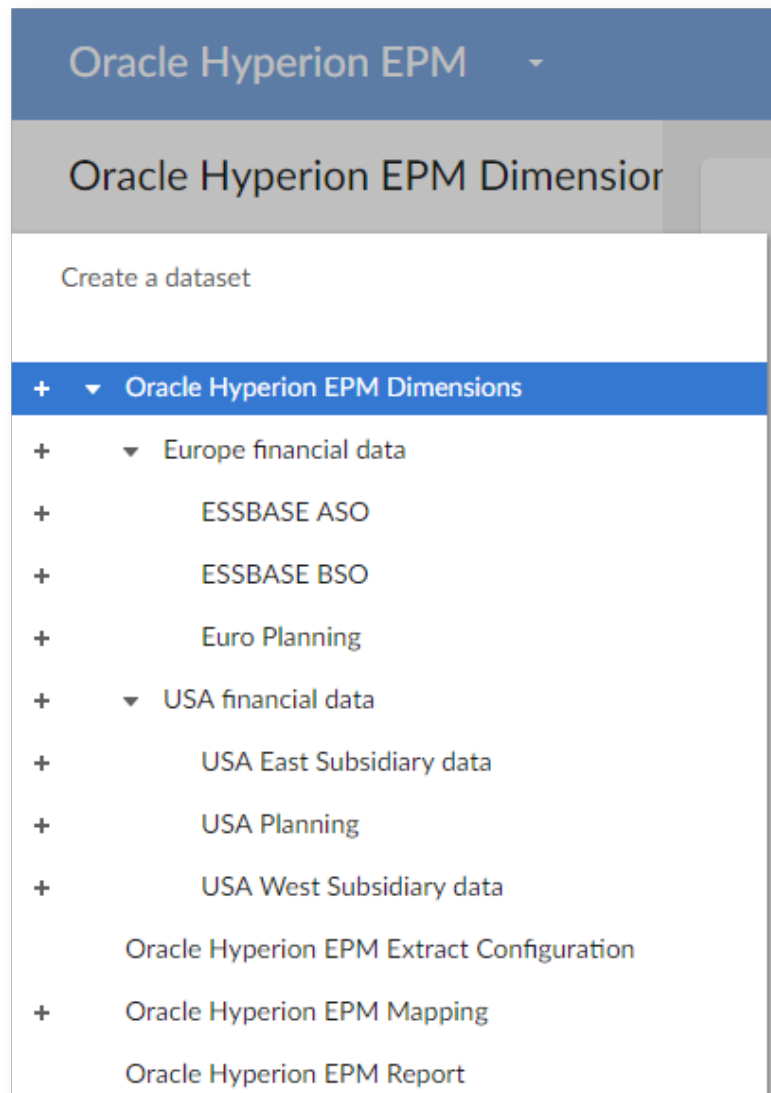 Oracle Hyperion EPM
Oracle Hyperion EPM Dimension
Create a dataset
+ Oracle Hyperion EPM Dimensions
+ Europe financial data
+ ESSBASE ASO
+ ESSBASE BSO
+ Euro Planning
+ USA financial data
+ USA East Subsidiary data
+ USA Planning
+ USA West Subsidiary data
Oracle Hyperion EPM Extract Configuration
+ Oracle Hyperion EPM Mapping
Oracle Hyperion EPM Report